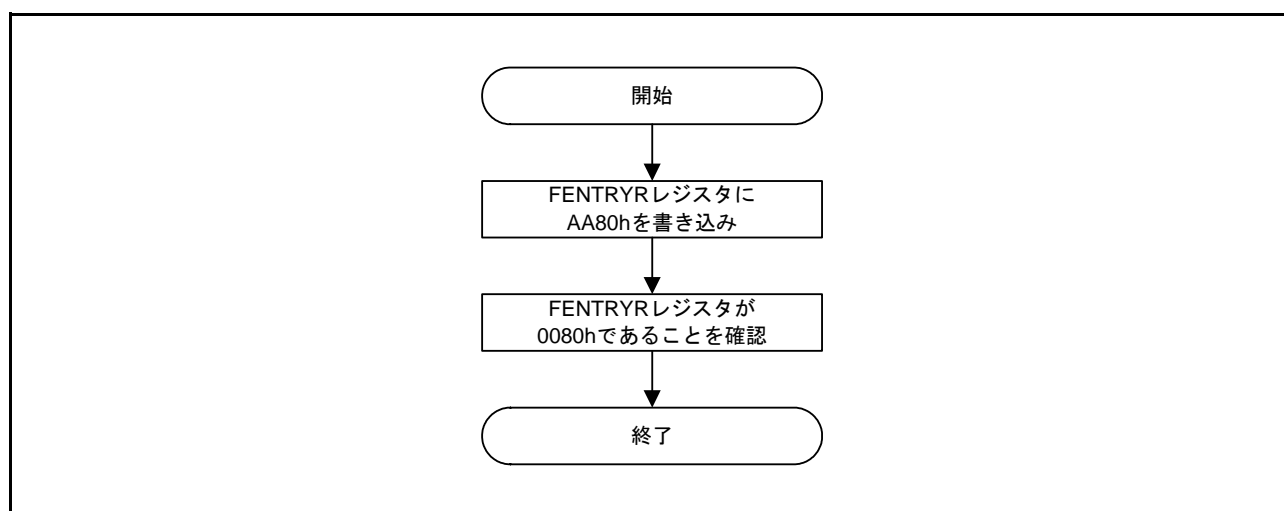 開始
FENTRYRレジスタに
AA80hを書き込み
FENTRYRレジスタが
0080hであることを確認
終了